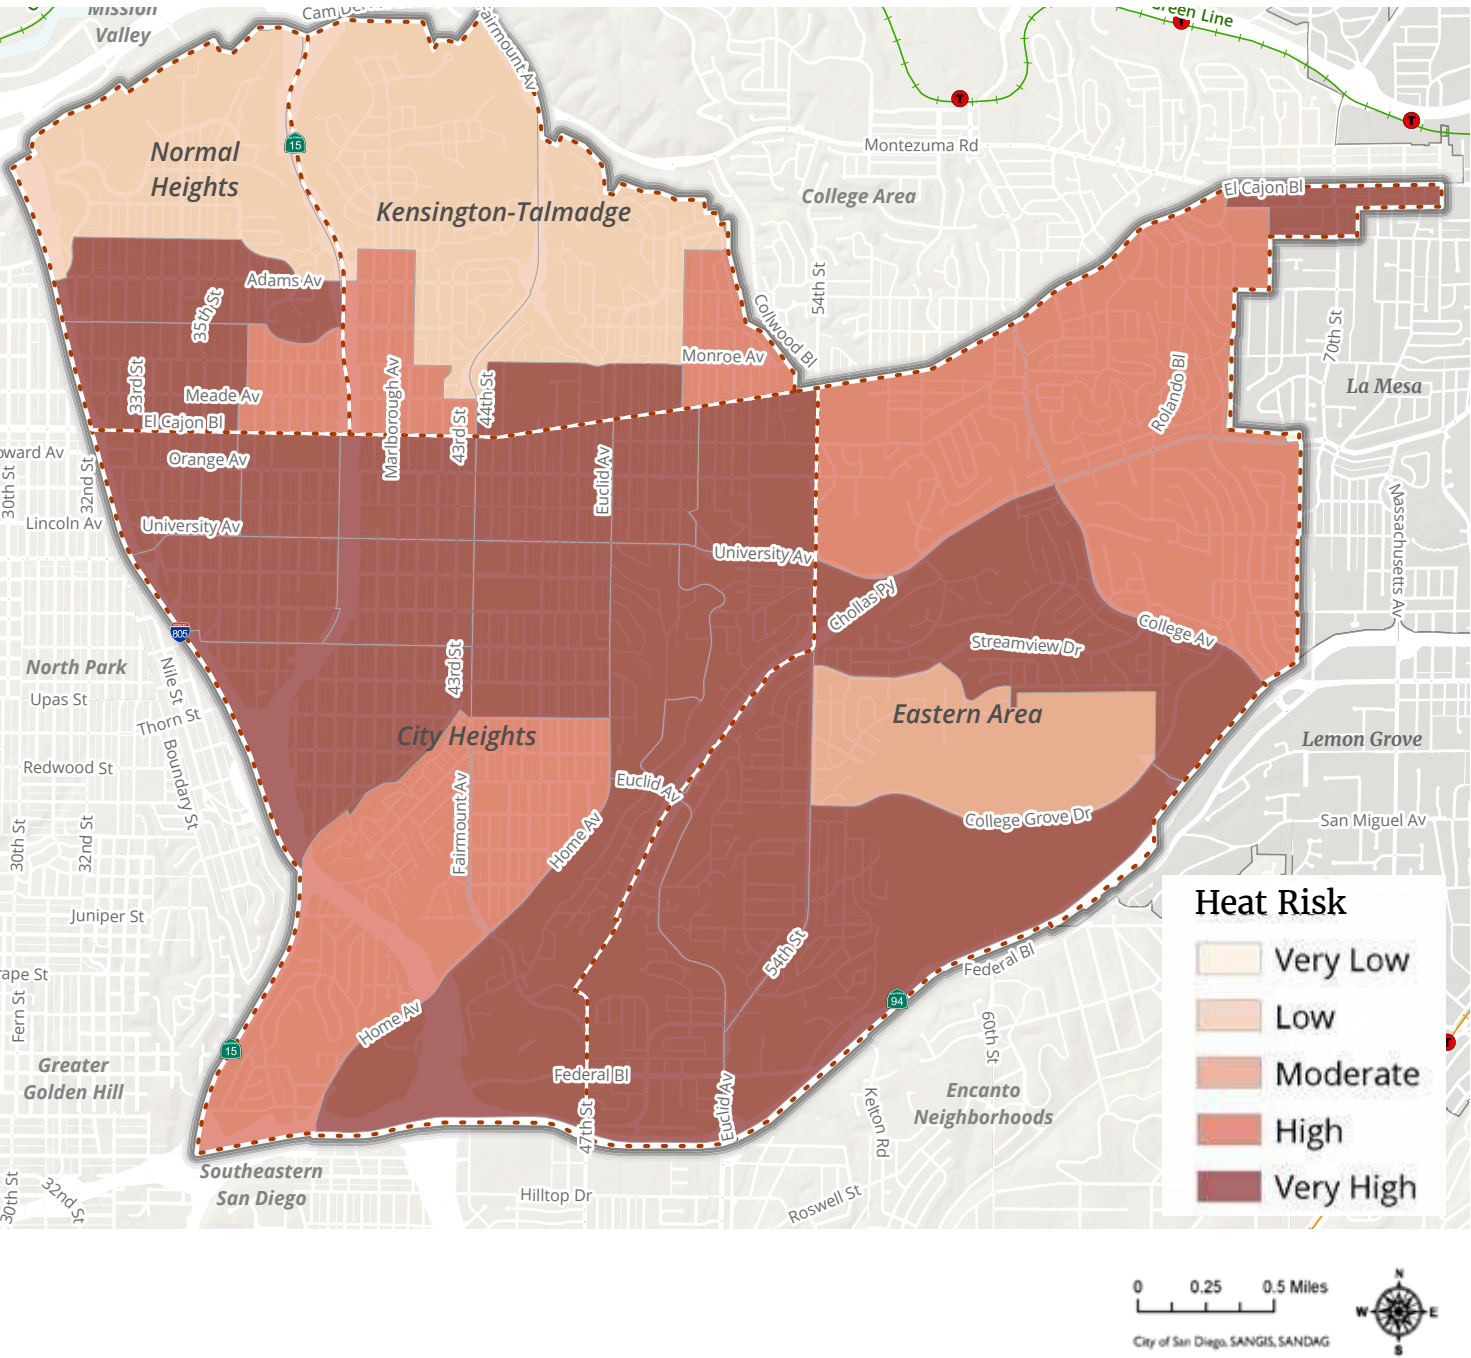 Mission
Valley
Fairmount Av
Green Line
Normal
Heights
15
Kensington-Talmadge
Montezuma Rd
College Area
El Cajon Bl
Adams Av
35th St
54th St
Collwood Bl
70th St
33rd St
Meade Av
El Cajon Bl
Marlborough Av
43rd St
44th St
Monroe Av
Rolando Bl
La Mesa
30th St
32nd St
Orange Av
Euclid Av
Lincoln Av
University Av
University Av
Massachusetts Av
Chollas Py
College Av
Streamview Dr
805
North Park
Nile St
43rd St
Upas St
Thorn St
Eastern Area
City Heights
Lemon Grove
Redwood St
Boundary St
Euclid Av
30th St
32nd St
Fairmount Av
Home Av
College Grove Dr
San Miguel Av
Juniper St
Fern St
54th St
Federal Bl
94
Home Av
15
60th St
Greater
Golden Hill
Federal Bl
47th St
Euclid Av
Kelton Rd
Encanto
Neighborhoods
Southeastern
San Diego
30th St
32nd St
Hilltop Dr
Roswell St
Heat Risk
Very Low
Low
Moderate
High
Very High
0 0.25 0.5 Miles
City of San Diego, SANGIS, SANDAG
N
W E
S